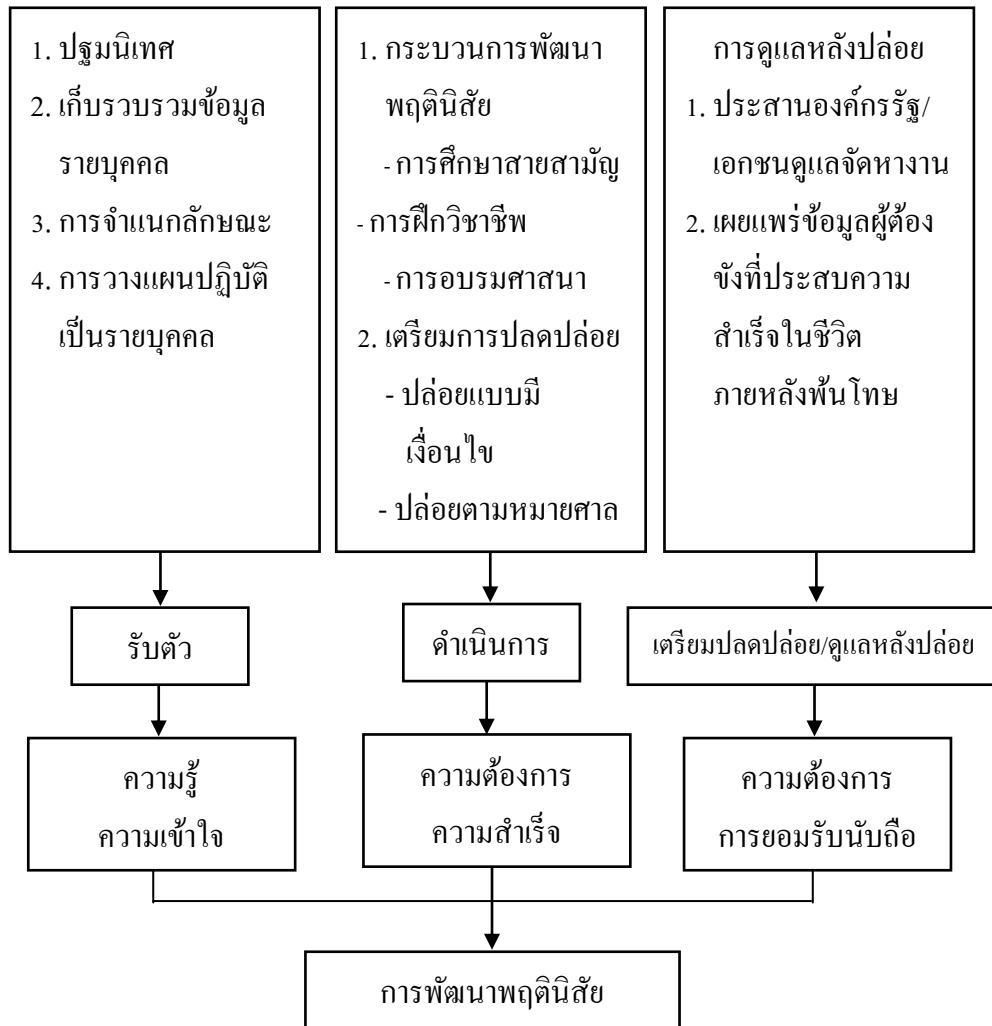 1. ปฐมนิเทศ
2. เก็บรวบรวมข้อมูล
รายบุคคล
3. การจำแนกลักษณะ
4. การวางแผนปฏิบัติ
เป็นรายบุคคล
1. กระบวนการพัฒนา
พฤตินิสัย
- การศึกษาสายสามัญ
- การฝึกวิชาชีพ
- การอบรมศาสนา
2. เตรียมการปลดปล่อย
- ปล่อยแบบมี
เงื่อนไข
- ปล่อยตามหมายศาล
การดูแลหลังปล่อย
1. ประสานองค์กรรัฐ/
เอกชนดูแลจัดหางาน
2. เผยแพร่ข้อมูลผู้ต้อง
ขังที่ประสบความ
สำเร็จในชีวิต
ภายหลังพ้นโทษ
รับตัว
ดำเนินการ
เตรียมปลดปล่อย/ดูแลหลังปล่อย
ความรู้
ความเข้าใจ
ความต้องการ
ความสำเร็จ
ความต้องการ
การยอมรับนับถือ
การพัฒนาพฤตินิสัย